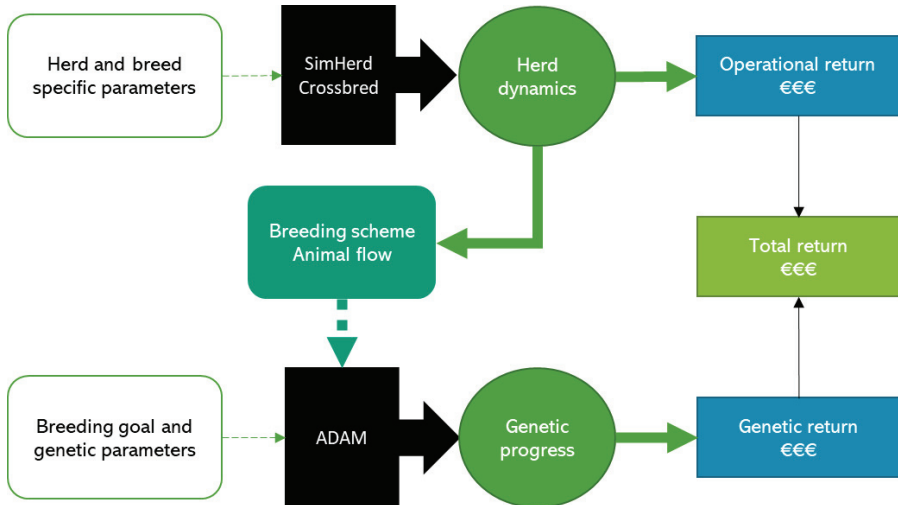 Herd and breed
specific parameters
SimHerd
Crossbred
Herd
dynamics
Operational return
€€€
Breeding scheme
Animal flow
Total return
€€€
Breeding goal and
genetic parameters
ADAM
Genetic
progress
Genetic return
€€€